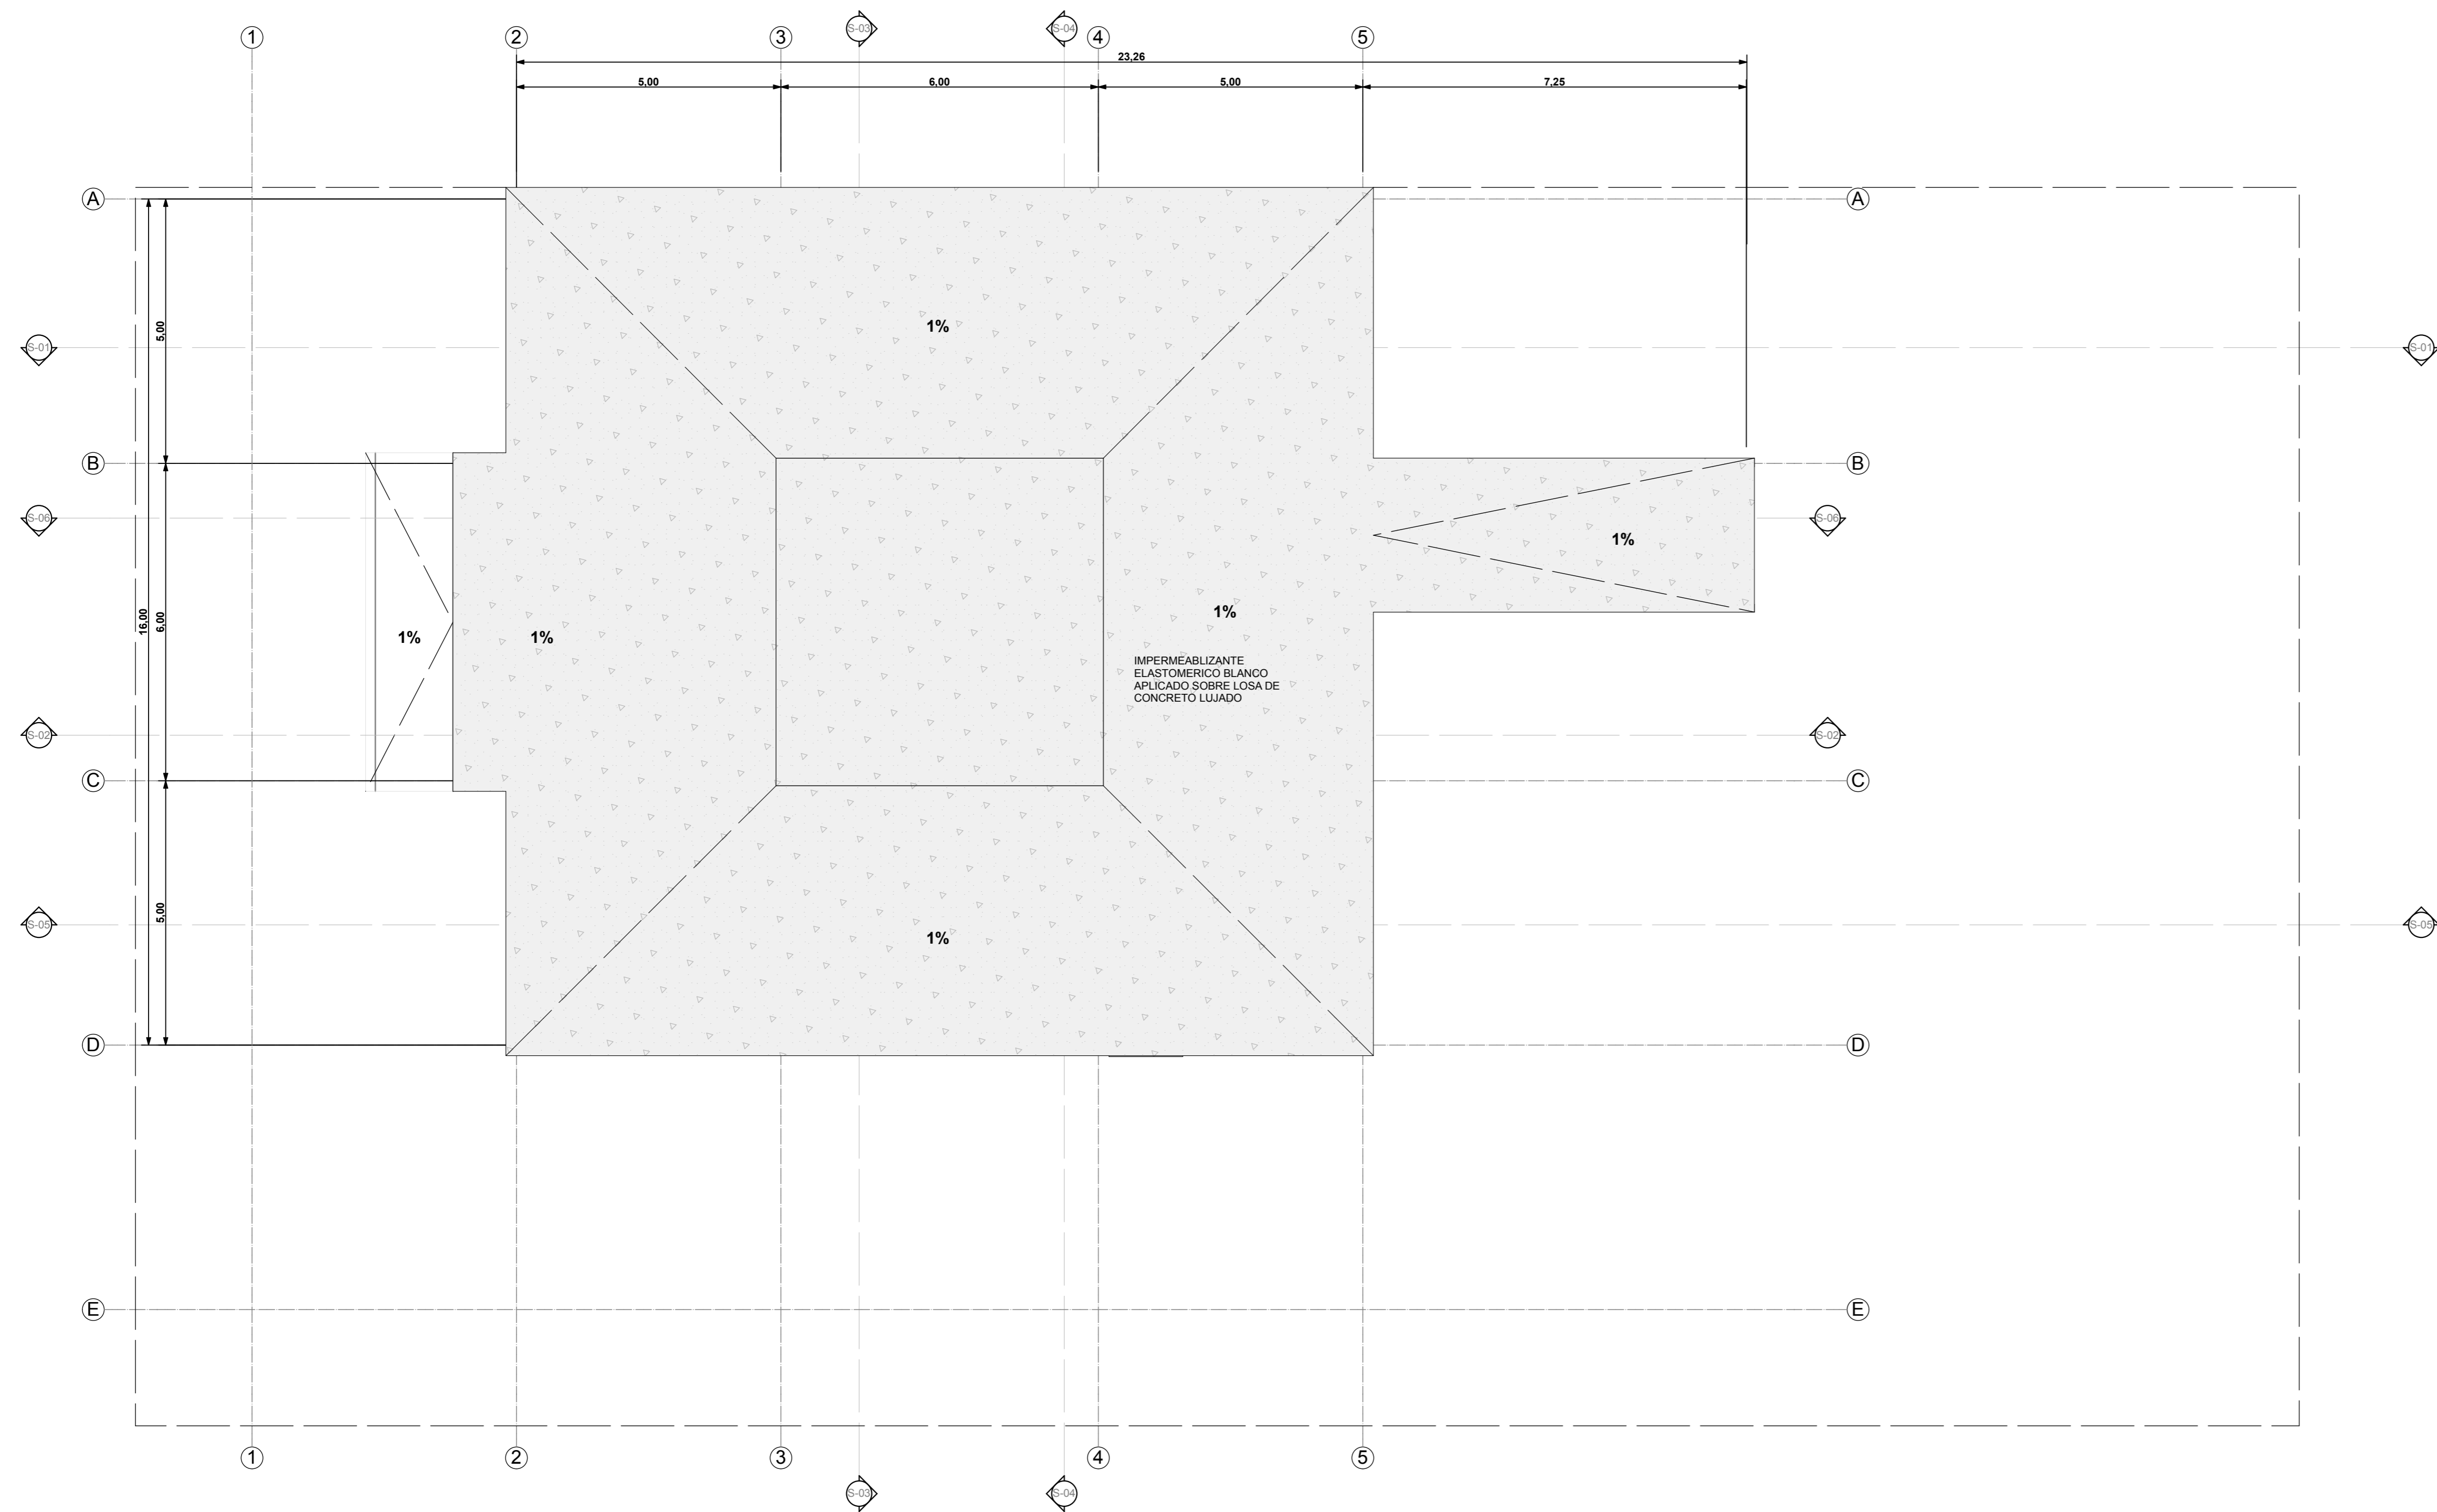 S-03
S-04
1
2
3
4
5
23,26
5,00
6,00
5,00
7,25
A
A
5,00
1%
S-01
S-01
B
B
S-06
S-06
1%
16,00
6,00
1%
1%
1%
IMPERMEABLIZANTE
ELASTOMERICO BLANCO
APLICADO SOBRE LOSA DE
CONCRETO LUJADO
S-02
S-02
C
C
5,00
S-05
S-05
1%
D
D
E
E
1
2
3
4
5
S-03
S-04